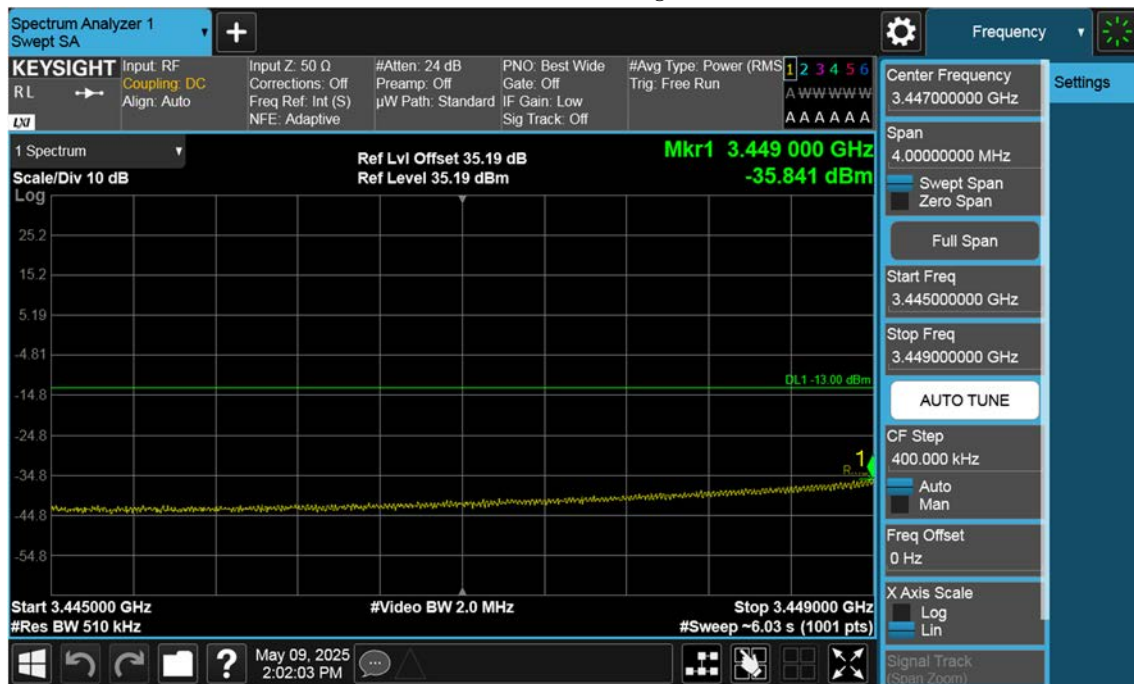 Spectrum Analyzer 1
Swept SA
Frequency
KEYSIGHT
RL
LXI
Input: RF
Coupling: DC
Align: Auto
Input Z: 50 Ω
Corrections: Off
Freq Ref: Int (S)
NFE: Adaptive
#Atten: 24 dB
Preamp: Off
µW Path: Standard
PNO: Best Wide
Gate: Off
IF Gain: Low
Sig Track: Off
#Avg Type: Power (RMS
Trig: Free Run
1 2 3 4 5 6
A W W W W W
A A A A A A
1 Spectrum
Scale/Div 10 dB
Ref Lvl Offset 35.19 dB
Ref Level 35.19 dBm
Mkr1 3.449 000 GHz
-35.841 dBm
Log
25.2
15.2
5.19
-4.81
-14.8
-24.8
-34.8
-44.8
-54.8
DL1 -13.00 dBm
1
Start 3.445000 GHz
#Res BW 510 kHz
#Video BW 2.0 MHz
Stop 3.449000 GHz
#Sweep ~6.03 s (1001 pts)
May 09, 2025
2:02:03 PM
Center Frequency
3.447000000 GHz
Span
4.00000000 MHz
Swept Span
Zero Span
Full Span
Start Freq
3.445000000 GHz
Stop Freq
3.449000000 GHz
AUTO TUNE
CF Step
400.000 kHz
Auto
Man
Freq Offset
0 Hz
X Axis Scale
Log
Lin
Signal Track
(Span Zoom)
Settings